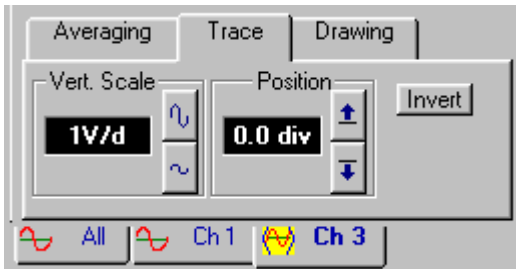 Averaging Trace Drawing
Vert. Scale Position
1V/d 0.0 div Invert
All Ch 1 Ch 3